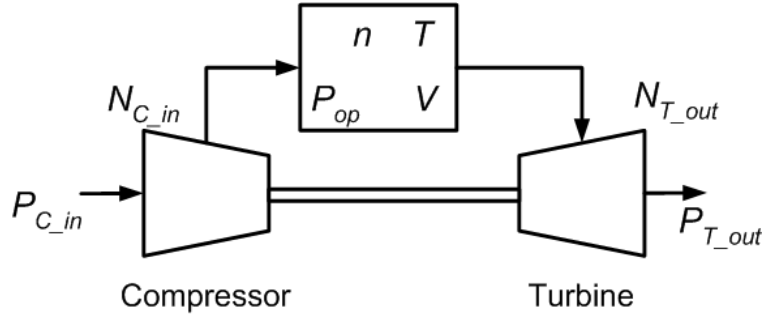 n T
P_op V
N_C_in
N_T_out
P_C_in
P_T_out
Compressor
Turbine